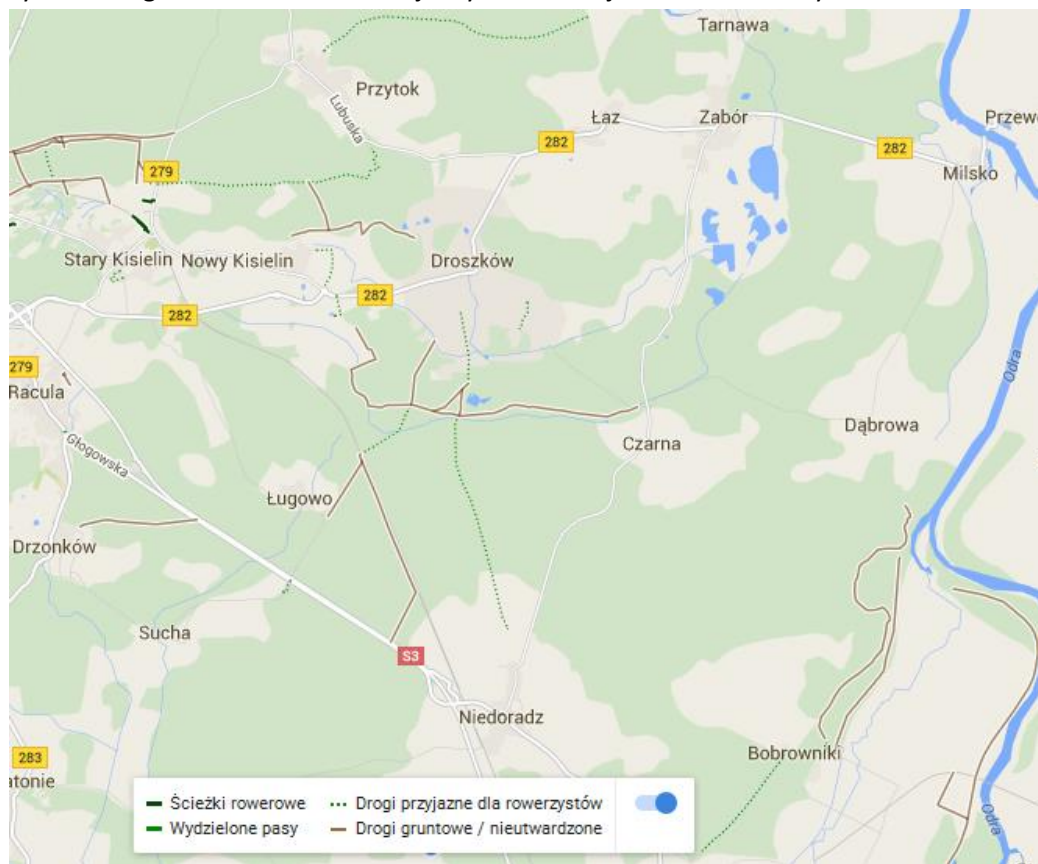 Tarnawa
Przytok
Lubuska
Łaz
Zabór
282
282
Przew
Milsko
279
Stary Kisielin
Nowy Kisielin
Droszków
282
282
279
Racula
Głogowska
Odra
Dąbrowa
Czarna
Ługowo
Drzonków
Sucha
S3
Niedoradz
Bobrowniki
283
atonie
Odra
Ścieżki rowerowe
Drogi przyjazne dla rowerzystów
Wydzielone pasy
Drogi gruntowe / nieutwardzone